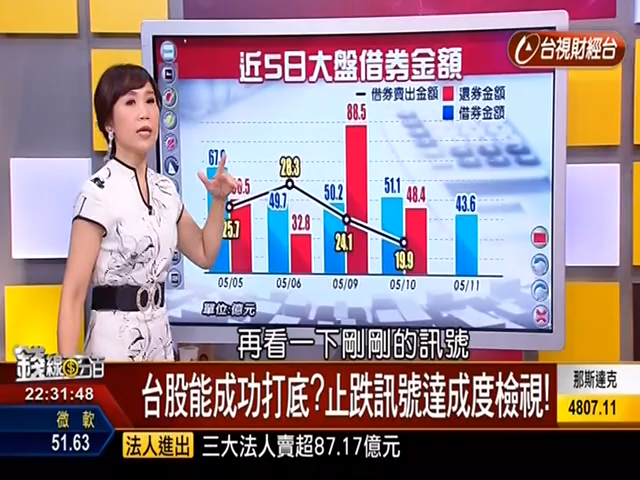 台視財經台
近5日大盤借券金額
借券賣出金額 還券金額
借券金額
88.5
67.
28.3
49.7
32.8
50.2
51.1
48.4
43.6
25.7
24.1
19.9
05/05 05/06 05/09 05/10 05/11
單位:億元
再看一下剛剛的訊號
錢線百分百
22:31:48
台股能成功打底?止跌訊號達成度檢視!
那斯達克
4807.11
微軟
51.63
法人進出 三大法人賣超87.17億元